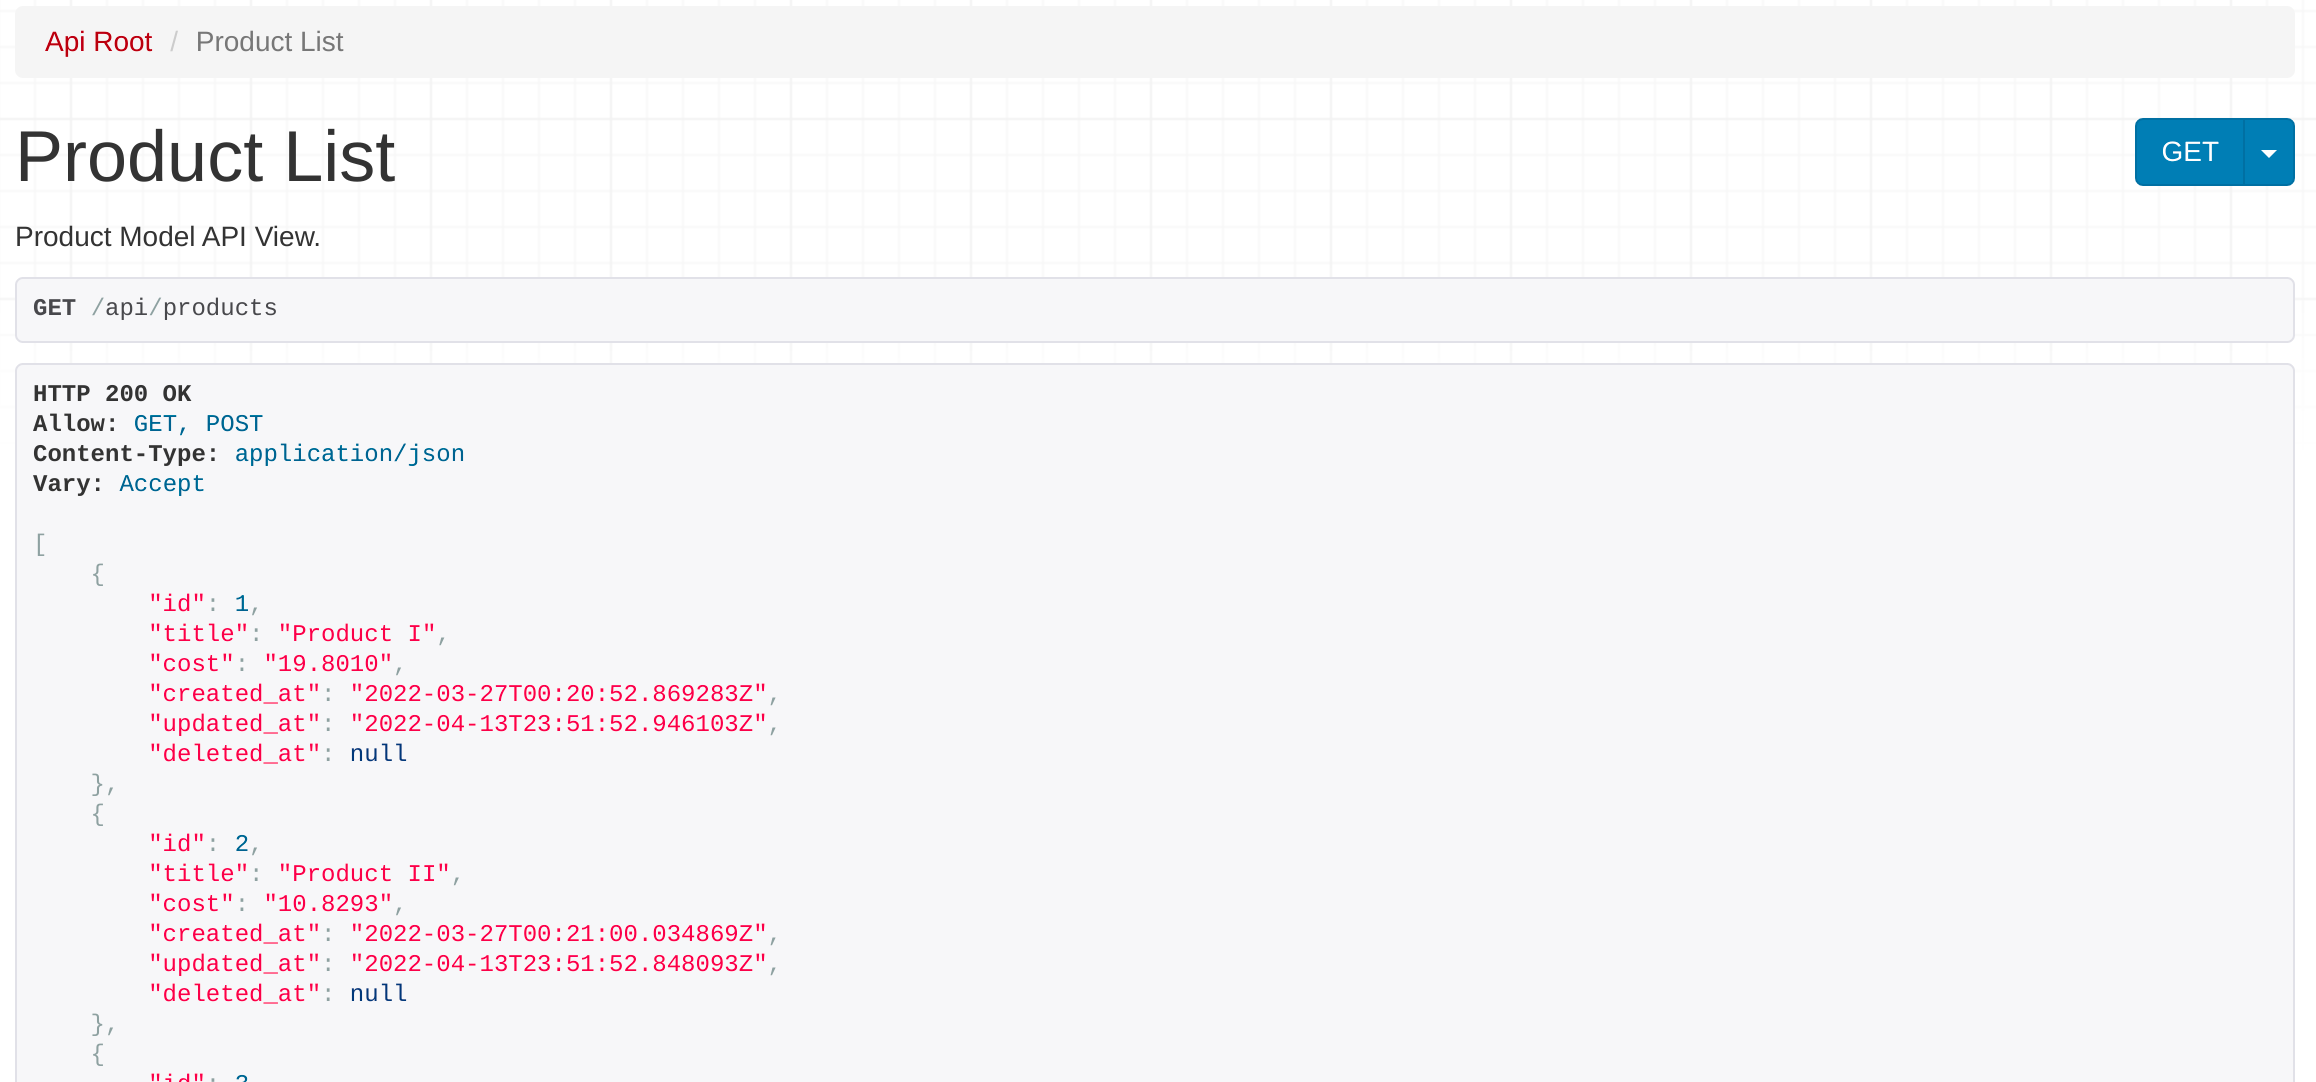 Api Root / Product List
Product List
GET
Product Model API View.
GET /api/products
HTTP 200 OK
Allow: GET, POST
Content-Type: application/json
Vary: Accept
[
    {
        "id": 1,
        "title": "Product I",
        "cost": "19.8010",
        "created_at": "2022-03-27T00:20:52.869283Z",
        "updated_at": "2022-04-13T23:51:52.946103Z",
        "deleted_at": null
    },
    {
        "id": 2,
        "title": "Product II",
        "cost": "10.8293",
        "created_at": "2022-03-27T00:21:00.034869Z",
        "updated_at": "2022-04-13T23:51:52.848093Z",
        "deleted_at": null
    },
    {
        "id":